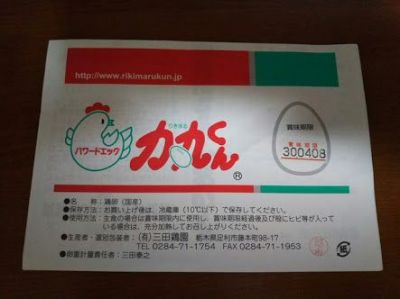 http://www.rikimarukun.jp
パワードエッグ
りきまる
力丸くん
®
賞味期限
賞味期限
300408
●名　　称：鶏卵（国産）
●保存方法：お買い上げ後は、冷蔵庫（10℃以下）で保存してください。
●使用方法：生食の場合は賞味期限内に使用し、賞味期限経過後及び殻にヒビ等が入って
いる場合は、充分加熱してお召し上がりください。
●生産者・選別包装者：（有）三田鶏園　栃木県足利市藤本町98-17
TEL 0284-71-1754　FAX 0284-71-1953
●卵重計量責任者：三田泰之
紙